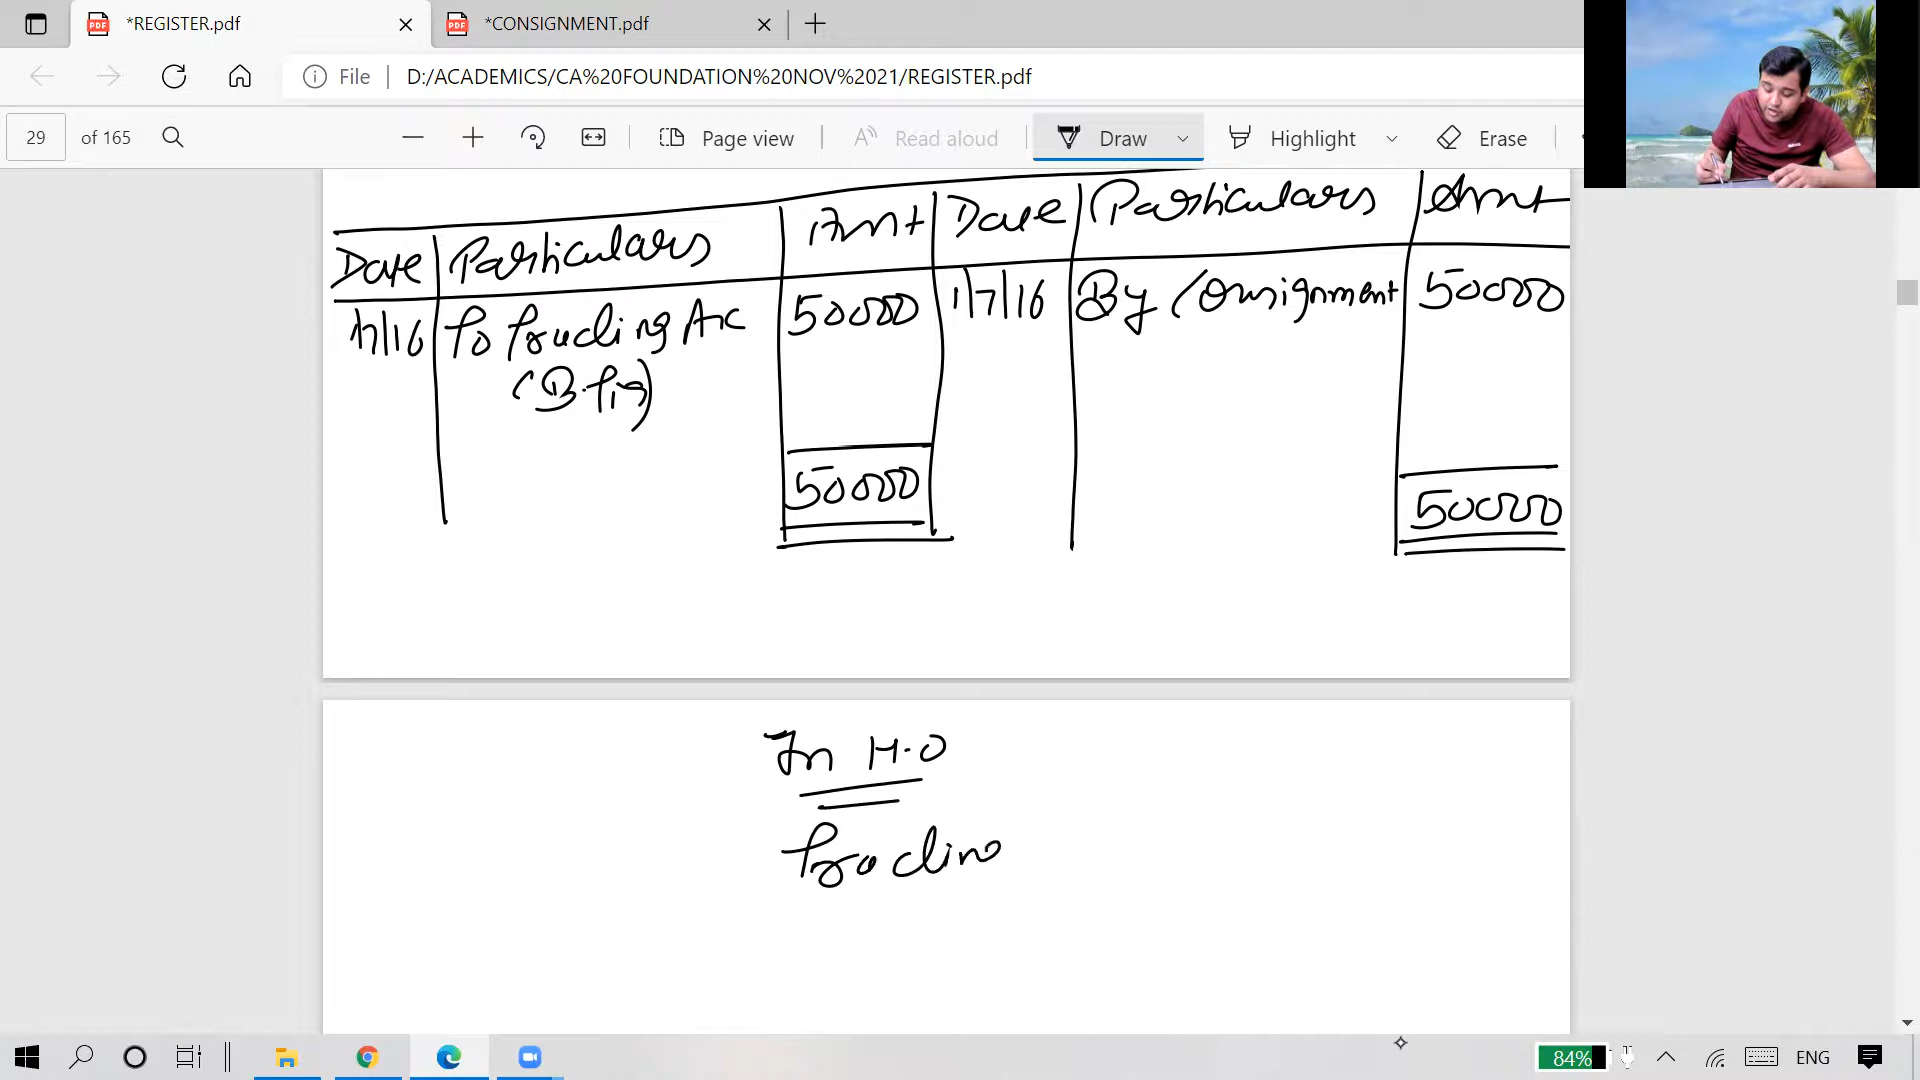 *REGISTER.pdf
*CONSIGNMENT.pdf
File D:/ACADEMICS/CA%20FOUNDATION%20NOV%2021/REGISTER.pdf
29 of 165 Page view Read aloud Draw Highlight Erase
Date Particulars Amt Date Particulars Amt
1/7/16 To Trading A/c 50000 1/7/16 By Consignment 50000
(B.fig)
50000 50000
In H.O
Trading
84% ENG